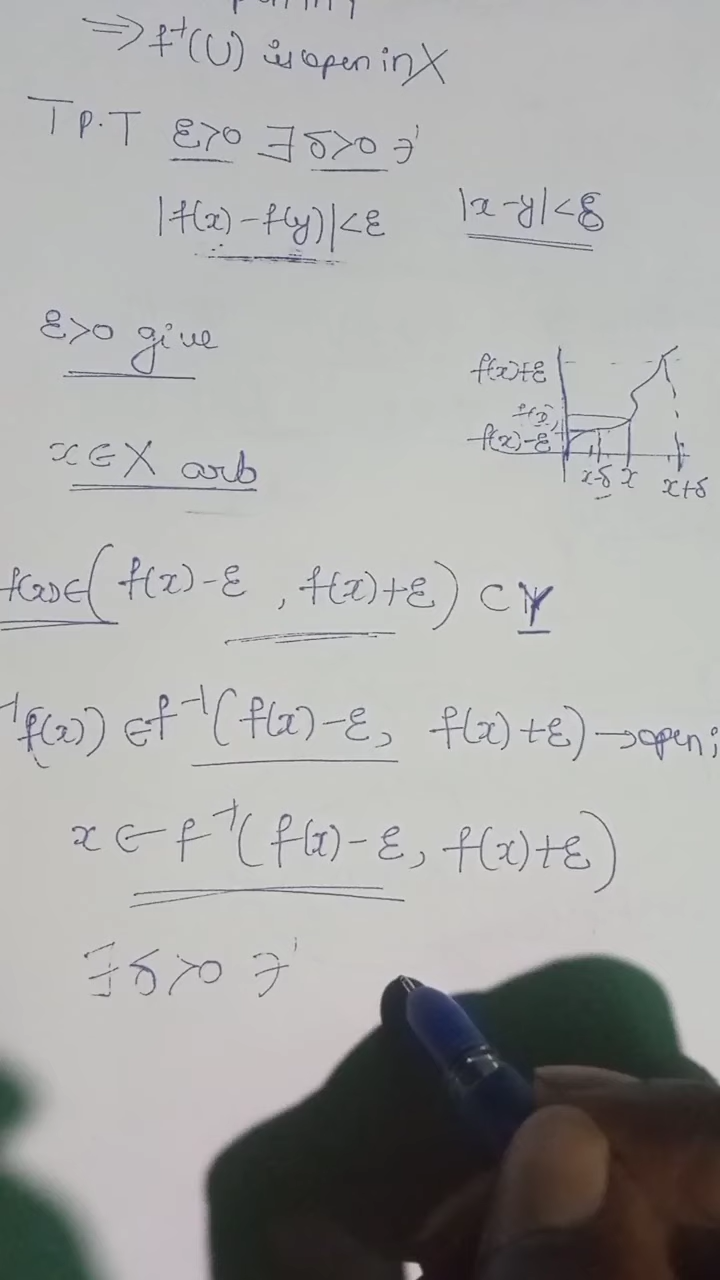 ⇒ f⁻¹(U) is open in X
T P.T ε>0 ∃ δ>0 ∋'
|f(x) - f(y)| < ε |x-y| < ξ
ε>0 give
f(x)+ε
f(x)-ε
x-δ x x+δ
x∈X arb
f(x)∈(f(x)-ε , f(x)+ε) ⊂ Y
⁻¹f(x)) ∈ f⁻¹(f(x)-ε, f(x)+ε) → open;
x ∈ f⁻¹(f(x)-ε, f(x)+ε)
∃ δ>0 ∋'